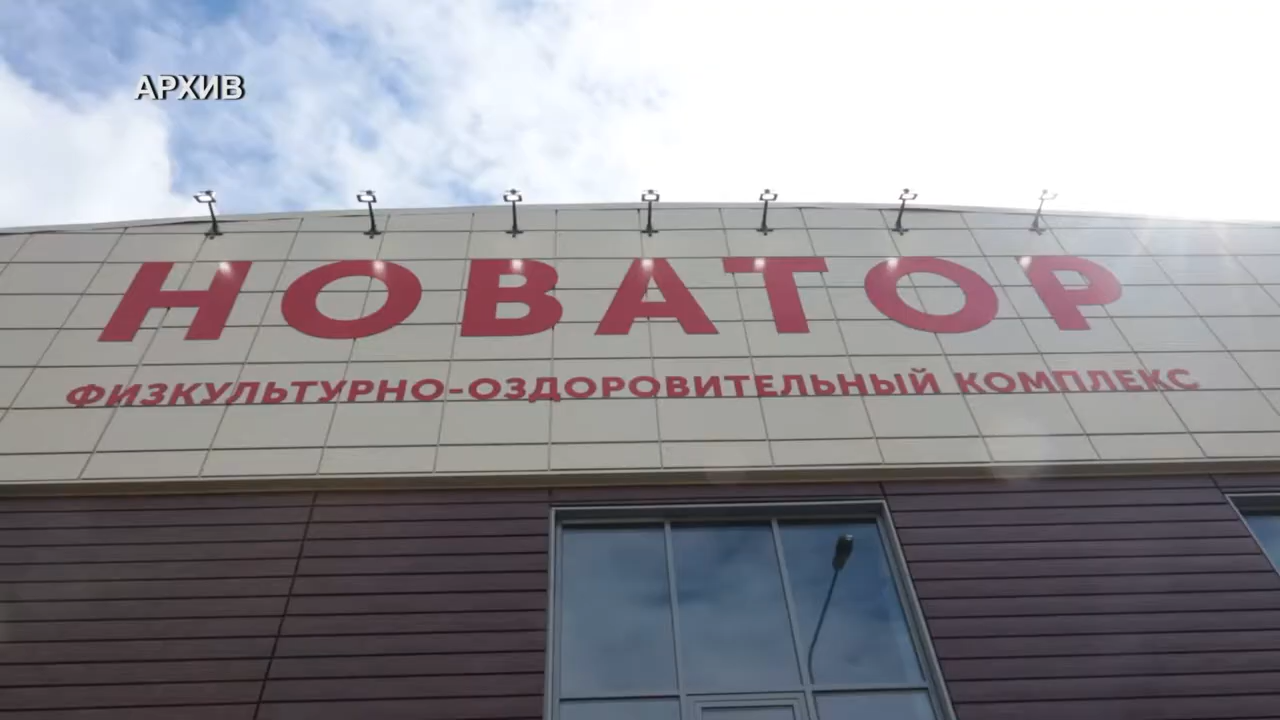 АРХИВ
НОВАТОР
ФИЗКУЛЬТУРНО-ОЗДОРОВИТЕЛЬНЫЙ КОМПЛЕКС